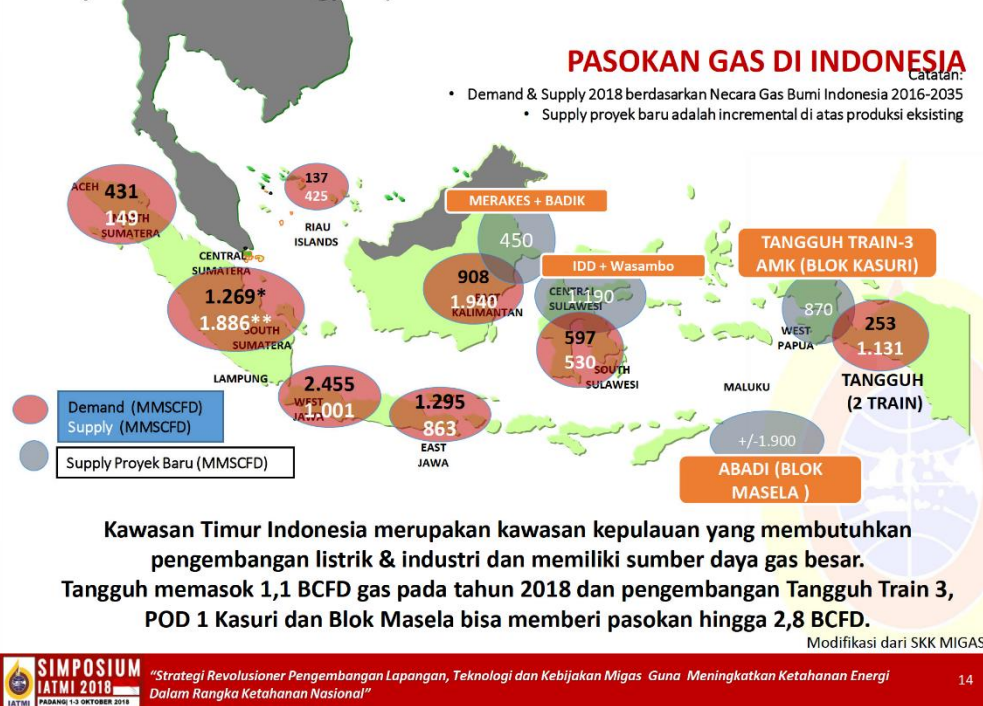 PASOKAN GAS DI INDONESIA
Catatan:
• Demand & Supply 2018 berdasarkan Necara Gas Bumi Indonesia 2016-2035
• Supply proyek baru adalah incremental di atas produksi eksisting
ACEH
431
149
NORTH
SUMATERA
137
425
RIAU
ISLANDS
MERAKES + BADIK
450
CENTRAL
SUMATERA
1.269*
1.886**
SOUTH
SUMATERA
908
1.940
EAST
KALIMANTAN
IDD + Wasambo
1.190
CENTRAL
SULAWESI
597
530
SOUTH
SULAWESI
TANGGUH TRAIN-3
AMK (BLOK KASURI)
870
WEST
PAPUA
253
1.131
TANGGUH
(2 TRAIN)
LAMPUNG
2.455
1.001
WEST
JAWA
1.295
863
EAST
JAWA
MALUKU
+/-1.900
ABADI (BLOK
MASELA )
Demand (MMSCFD)
Supply (MMSCFD)
Supply Proyek Baru (MMSCFD)
Kawasan Timur Indonesia merupakan kawasan kepulauan yang membutuhkan
pengembangan listrik & industri dan memiliki sumber daya gas besar.
Tangguh memasok 1,1 BCFD gas pada tahun 2018 dan pengembangan Tangguh Train 3,
POD 1 Kasuri dan Blok Masela bisa memberi pasokan hingga 2,8 BCFD.
Modifikasi dari SKK MIGAS
IATMI
SIMPOSIUM
IATMI 2018
PADANG| 1-3 OKTOBER 2018
"Strategi Revolusioner Pengembangan Lapangan, Teknologi dan Kebijakan Migas Guna Meningkatkan Ketahanan Energi
Dalam Rangka Ketahanan Nasional"
14